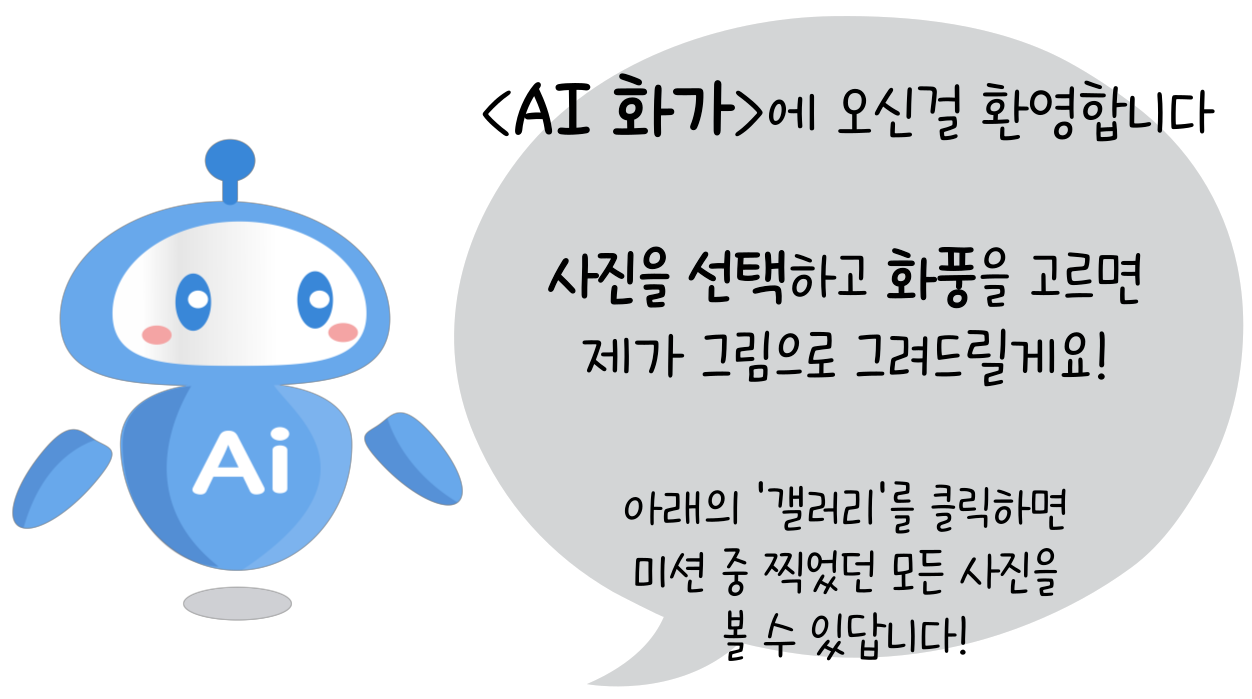 <AI 화가>에 오신걸 환영합니다
사진을 선택하고 화풍을 고르면
제가 그림으로 그려드릴게요!
아래의 '갤러리'를 클릭하면
미션 중 찍었던 모든 사진을
볼 수 있답니다!
Ai